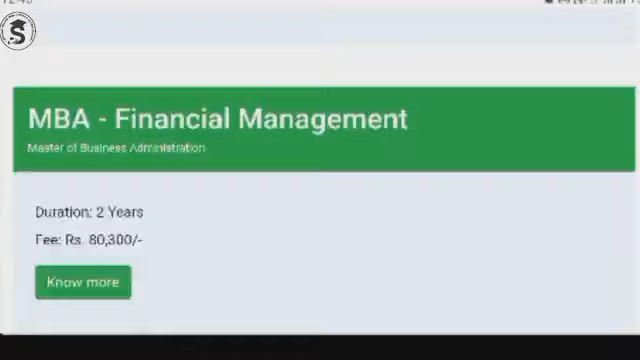 MBA - Financial Management
Master of Business Administration
Duration: 2 Years
Fee: Rs. 80,300/-
Know more